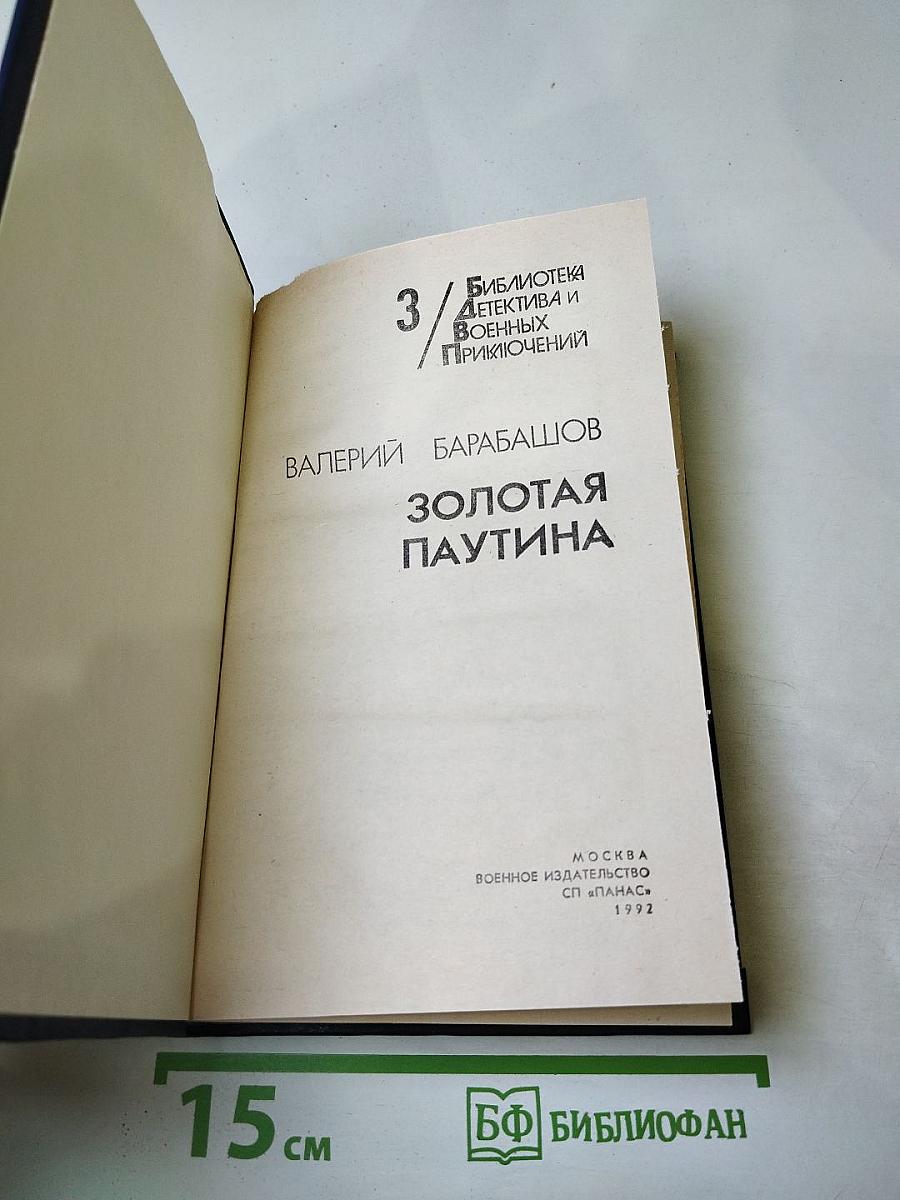 3/
БИБЛИОТЕКА
ДЕТЕКТИВА И
ВОЕННЫХ
ПРИКЛЮЧЕНИЙ
ВАЛЕРИЙ БАРАБАШОВ
ЗОЛОТАЯ
ПАУТИНА
МОСКВА
ВОЕННОЕ ИЗДАТЕЛЬСТВО
СП «ПАНАС»
1992
15 см
БФ БИБЛИОФАН